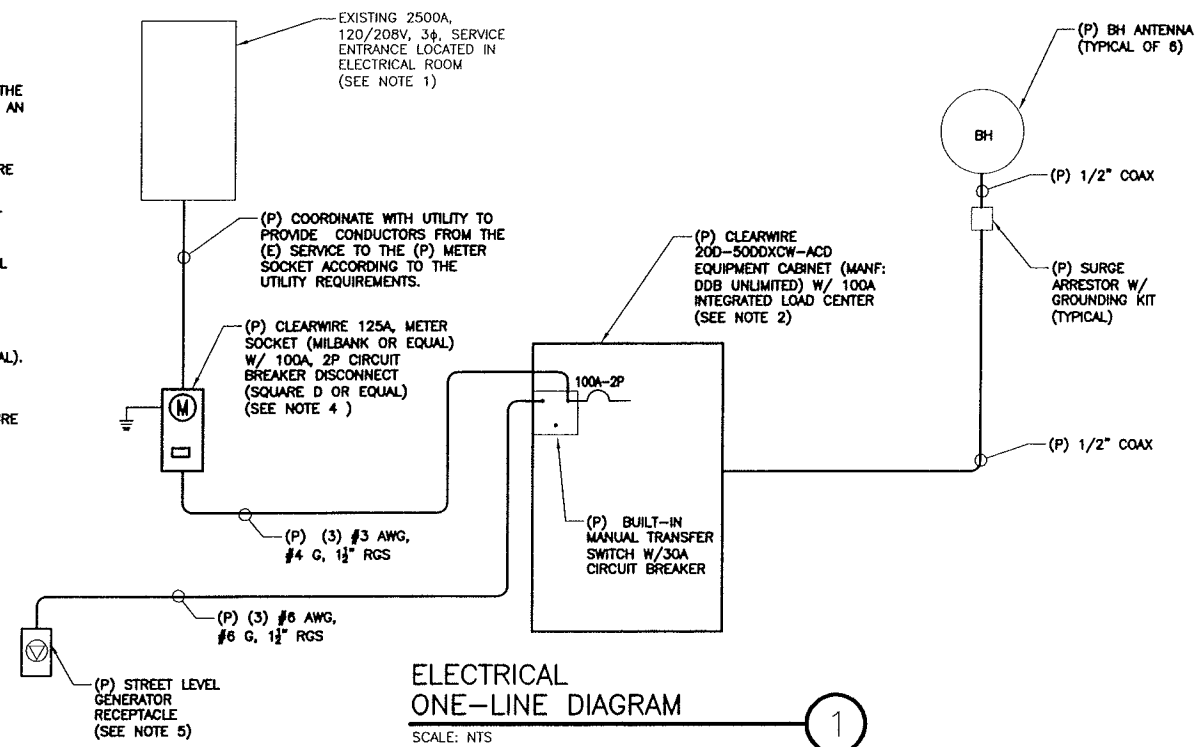 THE
AN
RE
L
AL).
RE
EXISTING 2500A,
120/208V, 3ϕ, SERVICE
ENTRANCE LOCATED IN
ELECTRICAL ROOM
(SEE NOTE 1)
(P) BH ANTENNA
(TYPICAL OF 6)
BH
(P) 1/2" COAX
(P) SURGE
ARRESTOR W/
GROUNDING KIT
(TYPICAL)
(P) COORDINATE WITH UTILITY TO
PROVIDE CONDUCTORS FROM THE
(E) SERVICE TO THE (P) METER
SOCKET ACCORDING TO THE
UTILITY REQUIREMENTS.
(P) CLEARWIRE
20D-50DDXCW-ACD
EQUIPMENT CABINET (MANF:
DDB UNLIMITED) W/ 100A
INTEGRATED LOAD CENTER
(SEE NOTE 2)
(P) CLEARWIRE 125A, METER
SOCKET (MILBANK OR EQUAL)
W/ 100A, 2P CIRCUIT
BREAKER DISCONNECT
(SQUARE D OR EQUAL)
(SEE NOTE 4 )
M
100A-2P
(P) 1/2" COAX
(P) BUILT-IN
MANUAL TRANSFER
SWITCH W/30A
CIRCUIT BREAKER
(P) (3) #3 AWG,
#4 G, 1½" RGS
(P) (3) #6 AWG,
#6 G, 1½" RGS
(P) STREET LEVEL
GENERATOR
RECEPTACLE
(SEE NOTE 5)
ELECTRICAL
ONE-LINE DIAGRAM
SCALE: NTS
1